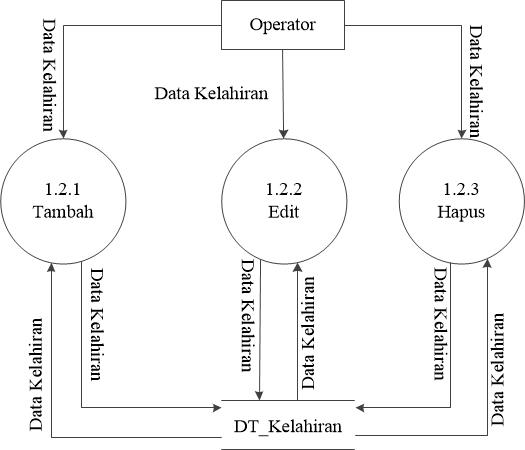 Operator
Data Kelahiran
Data Kelahiran
Data Kelahiran
1.2.1
Tambah
1.2.2
Edit
1.2.3
Hapus
Data Kelahiran
Data Kelahiran
Data Kelahiran
Data Kelahiran
Data Kelahiran
Data Kelahiran
DT_Kelahiran